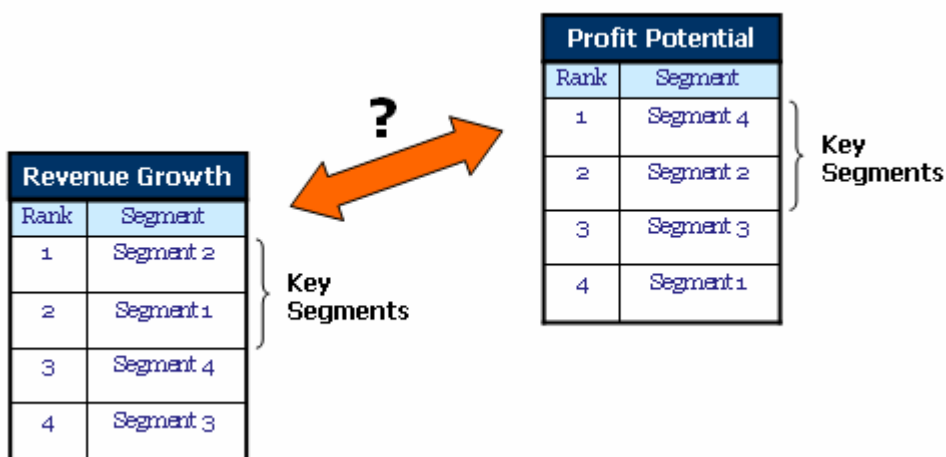 Profit Potential
Rank Segment
1 Segment 4
2 Segment 2
3 Segment 3
4 Segment 1
Key
Segments
?
Revenue Growth
Rank Segment
1 Segment 2
2 Segment 1
3 Segment 4
4 Segment 3
Key
Segments